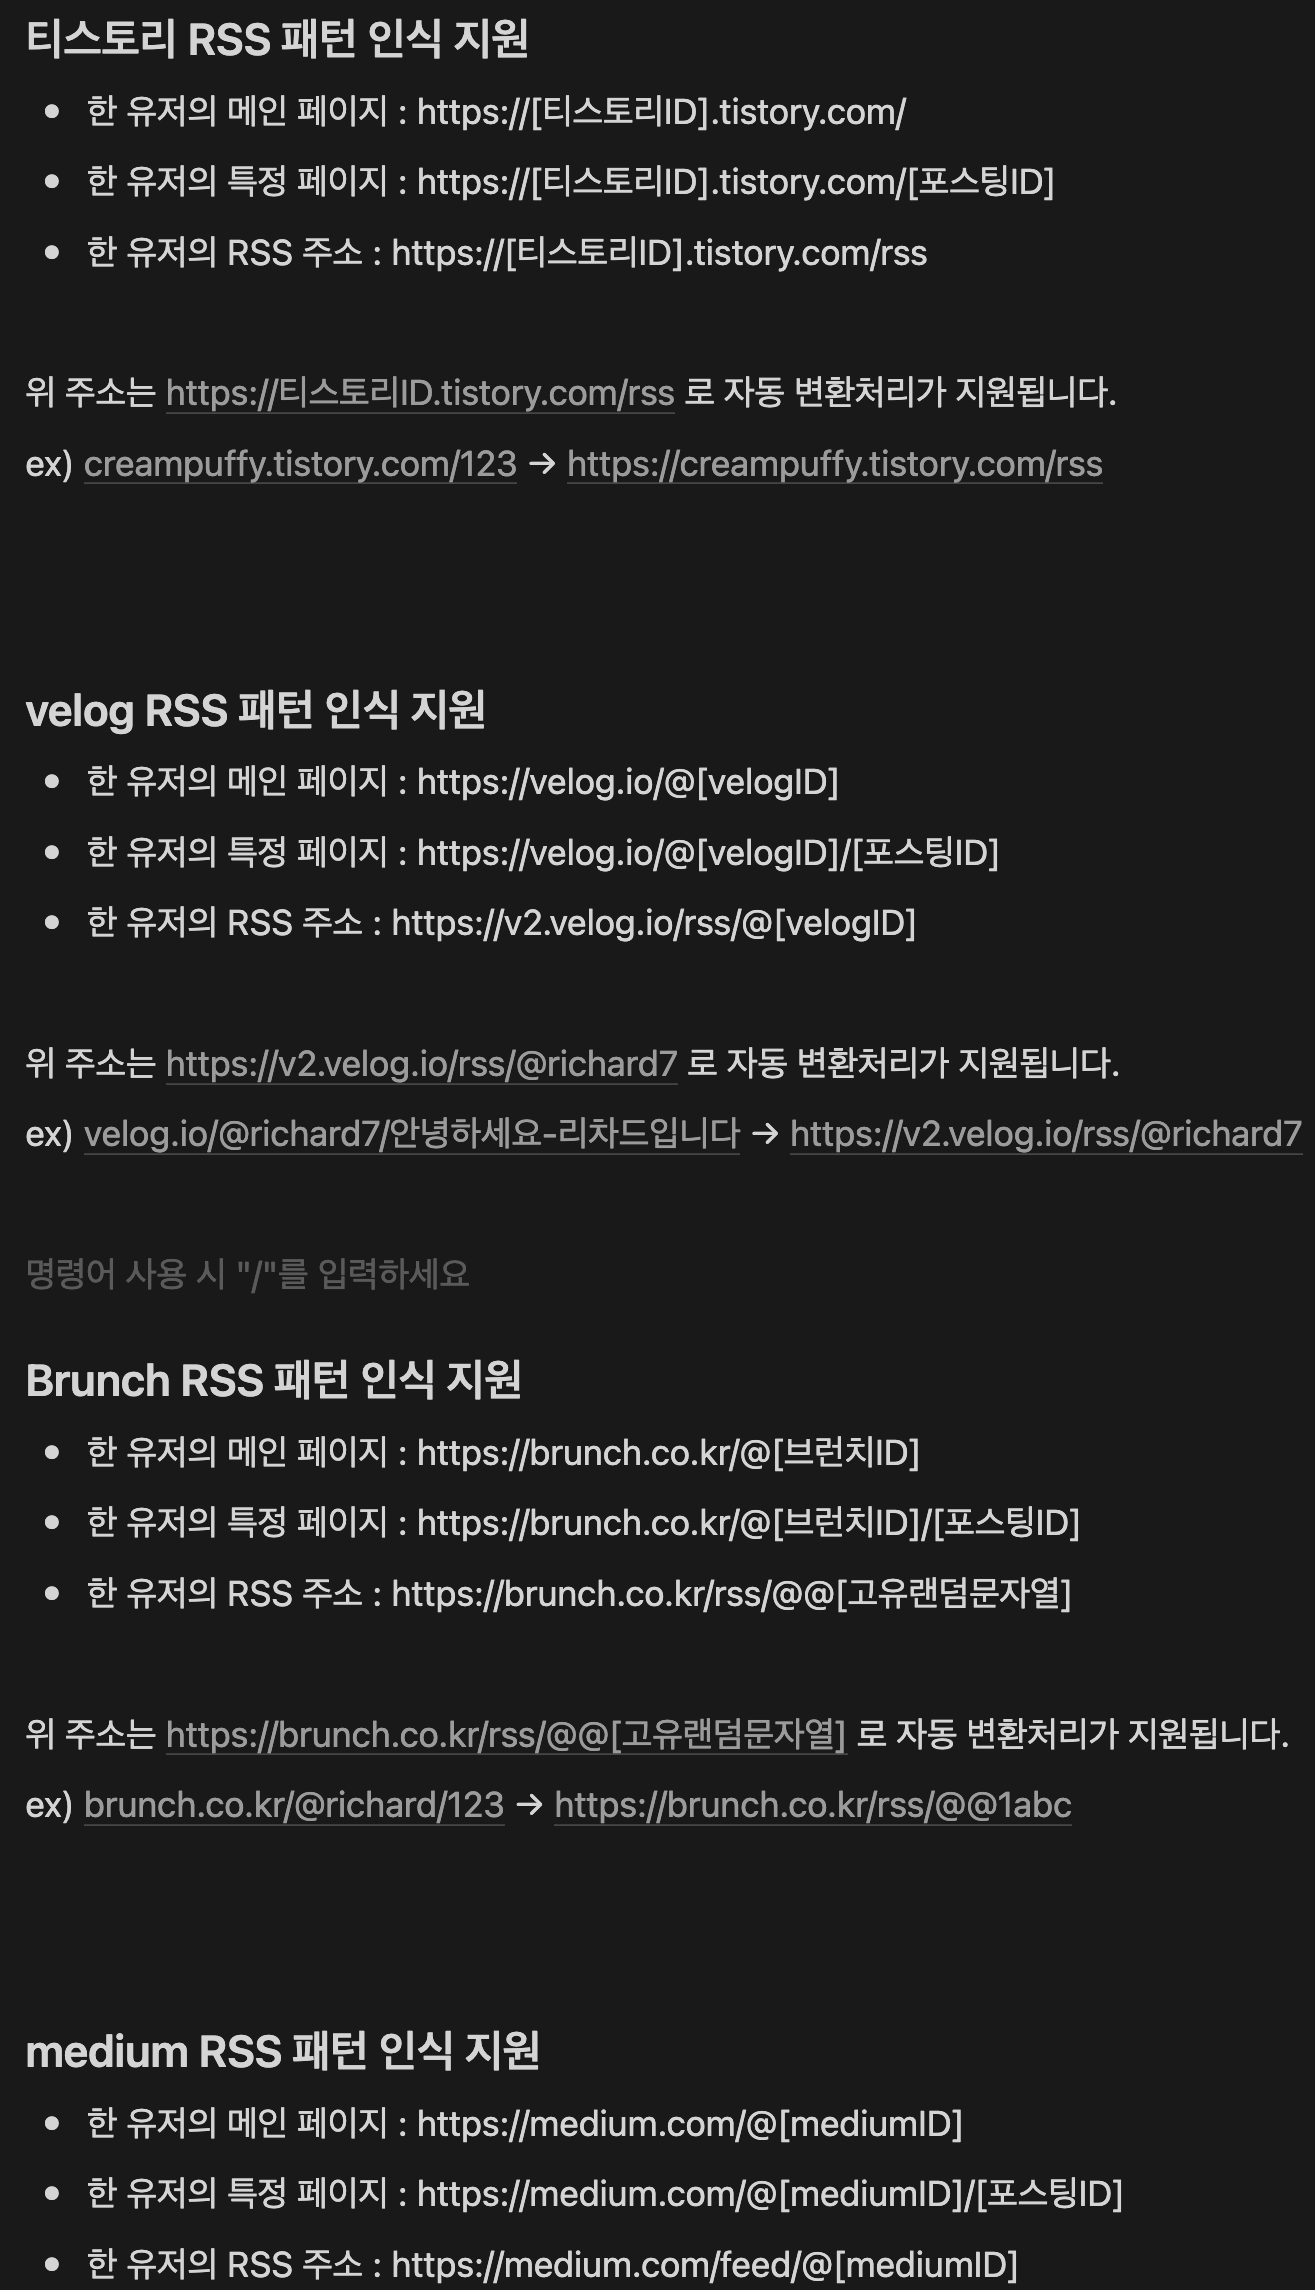 티스토리 RSS 패턴 인식 지원
• 한 유저의 메인 페이지 : https://[티스토리ID].tistory.com/
• 한 유저의 특정 페이지 : https://[티스토리ID].tistory.com/[포스팅ID]
• 한 유저의 RSS 주소 : https://[티스토리ID].tistory.com/rss
위 주소는 https://티스토리ID.tistory.com/rss 로 자동 변환처리가 지원됩니다.
ex) creampuffy.tistory.com/123 → https://creampuffy.tistory.com/rss
velog RSS 패턴 인식 지원
• 한 유저의 메인 페이지 : https://velog.io/@[velogID]
• 한 유저의 특정 페이지 : https://velog.io/@[velogID]/[포스팅ID]
• 한 유저의 RSS 주소 : https://v2.velog.io/rss/@[velogID]
위 주소는 https://v2.velog.io/rss/@richard7 로 자동 변환처리가 지원됩니다.
ex) velog.io/@richard7/안녕하세요-리차드입니다 → https://v2.velog.io/rss/@richard7
명령어 사용 시 "/"를 입력하세요
Brunch RSS 패턴 인식 지원
• 한 유저의 메인 페이지 : https://brunch.co.kr/@[브런치ID]
• 한 유저의 특정 페이지 : https://brunch.co.kr/@[브런치ID]/[포스팅ID]
• 한 유저의 RSS 주소 : https://brunch.co.kr/rss/@@[고유랜덤문자열]
위 주소는 https://brunch.co.kr/rss/@@[고유랜덤문자열] 로 자동 변환처리가 지원됩니다.
ex) brunch.co.kr/@richard/123 → https://brunch.co.kr/rss/@@1abc
medium RSS 패턴 인식 지원
• 한 유저의 메인 페이지 : https://medium.com/@[mediumID]
• 한 유저의 특정 페이지 : https://medium.com/@[mediumID]/[포스팅ID]
• 한 유저의 RSS 주소 : https://medium.com/feed/@[mediumID]